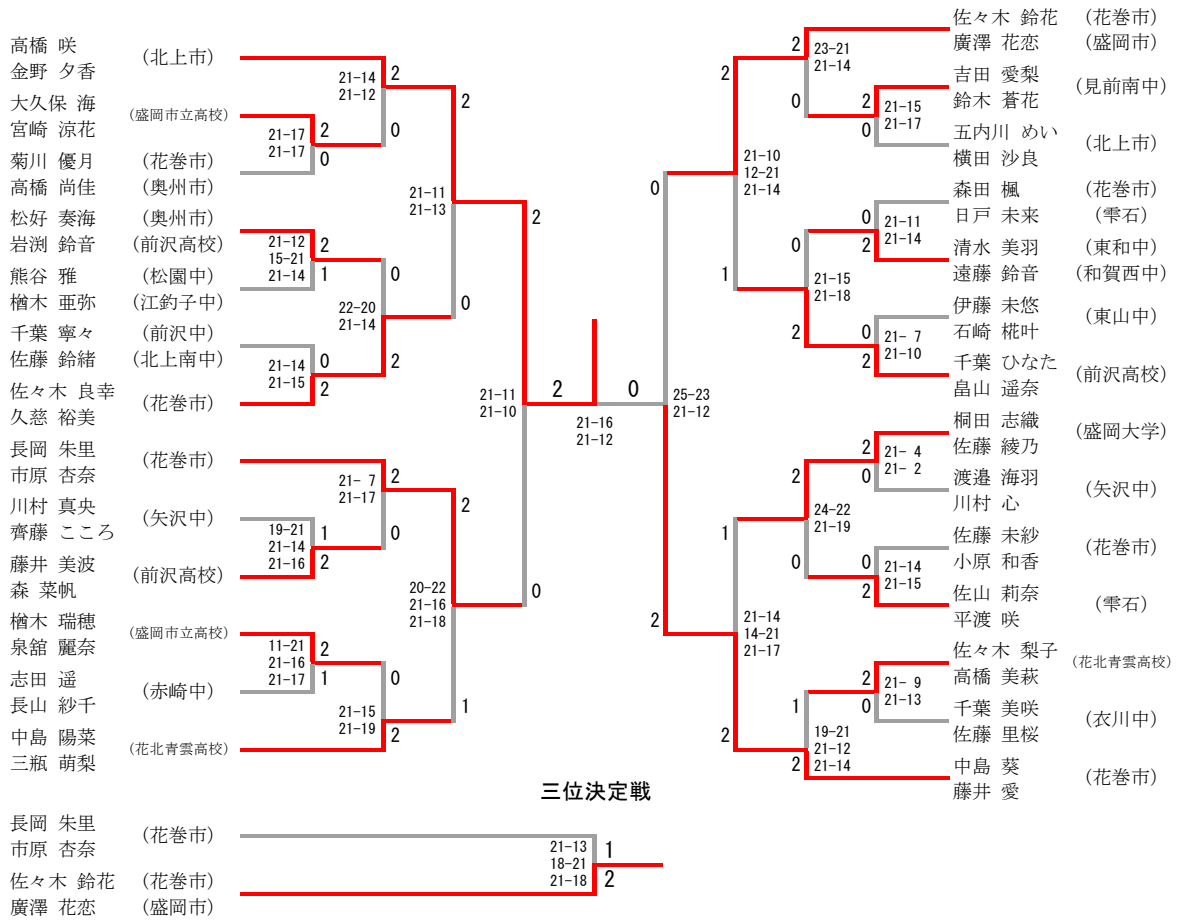 高橋 咲
金野 夕香
(北上市)
大久保 海
宮崎 涼花
(盛岡市立高校)
菊川 優月 (花巻市)
高橋 尚佳 (奥州市)
松好 奏海 (奥州市)
岩渕 鈴音 (前沢高校)
熊谷 雅 (松園中)
楢木 亜弥 (江釣子中)
千葉 寧々 (前沢中)
佐藤 鈴緒 (北上南中)
佐々木 良幸
久慈 裕美
(花巻市)
長岡 朱里
市原 杏奈
(花巻市)
川村 真央
齊藤 こころ
(矢沢中)
藤井 美波
森 菜帆
(前沢高校)
楢木 瑞穂
泉舘 麗奈
(盛岡市立高校)
志田 遥
長山 紗千
(赤崎中)
中島 陽菜
三瓶 萌梨
(花北青雲高校)
21-17
21-17
2
0
21-14
21-12
2
0
21-12
15-21
21-14
2
1
21-14
21-15
0
2
22-20
21-14
0
2
21-11
21-13
2
0
19-21
21-14
21-16
1
2
21- 7
21-17
2
0
11-21
21-16
21-17
2
1
21-15
21-19
0
2
20-22
21-16
21-18
2
1
21-11
21-10
2
0
2
0
21-16
21-12
佐々木 鈴花 (花巻市)
廣澤 花恋 (盛岡市)
吉田 愛梨
鈴木 蒼花
(見前南中)
五内川 めい
横田 沙良
(北上市)
森田 楓 (花巻市)
日戸 未来 (雫石)
清水 美羽 (東和中)
遠藤 鈴音 (和賀西中)
伊藤 未悠
石崎 椛叶
(東山中)
千葉 ひなた
畠山 遥奈
(前沢高校)
桐田 志織
佐藤 綾乃
(盛岡大学)
渡邉 海羽
川村 心
(矢沢中)
佐藤 未紗
小原 和香
(花巻市)
佐山 莉奈
平渡 咲
(雫石)
佐々木 梨子
高橋 美萩
(花北青雲高校)
千葉 美咲
佐藤 里桜
(衣川中)
中島 葵
藤井 愛
(花巻市)
2
0
23-21
21-14
2
0
21-15
21-17
2
1
21-10
12-21
21-14
0
2
21-11
21-14
0
2
21-15
21-18
0
2
21- 7
21-10
0
2
25-23
21-12
2
0
21- 4
21- 2
2
0
24-22
21-19
0
2
21-14
21-15
1
2
21-14
14-21
21-17
2
0
21- 9
21-13
1
2
19-21
21-12
21-14
三位決定戦
長岡 朱里
市原 杏奈
(花巻市)
佐々木 鈴花 (花巻市)
廣澤 花恋 (盛岡市)
21-13
18-21
21-18
1
2